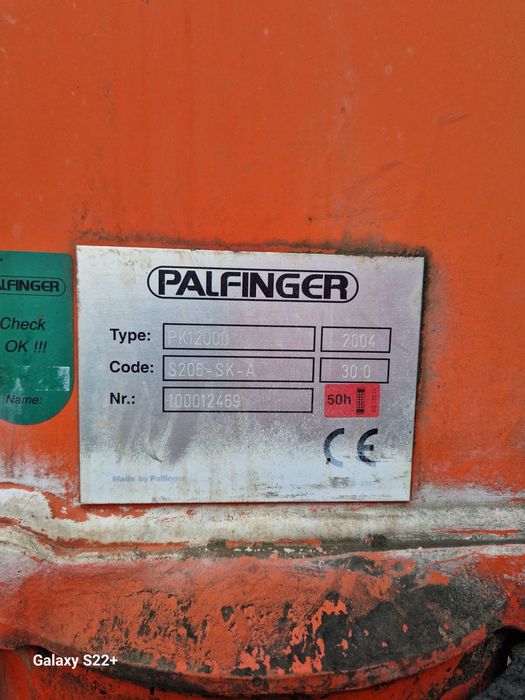 PALFINGER
Type: PK12000 2004
Code: S206-SK-A 30:0
Nr.: 100012469 50h
CE
Made by Palfinger
LFINGER
Check
OK !!!
Name:
Galaxy S22+